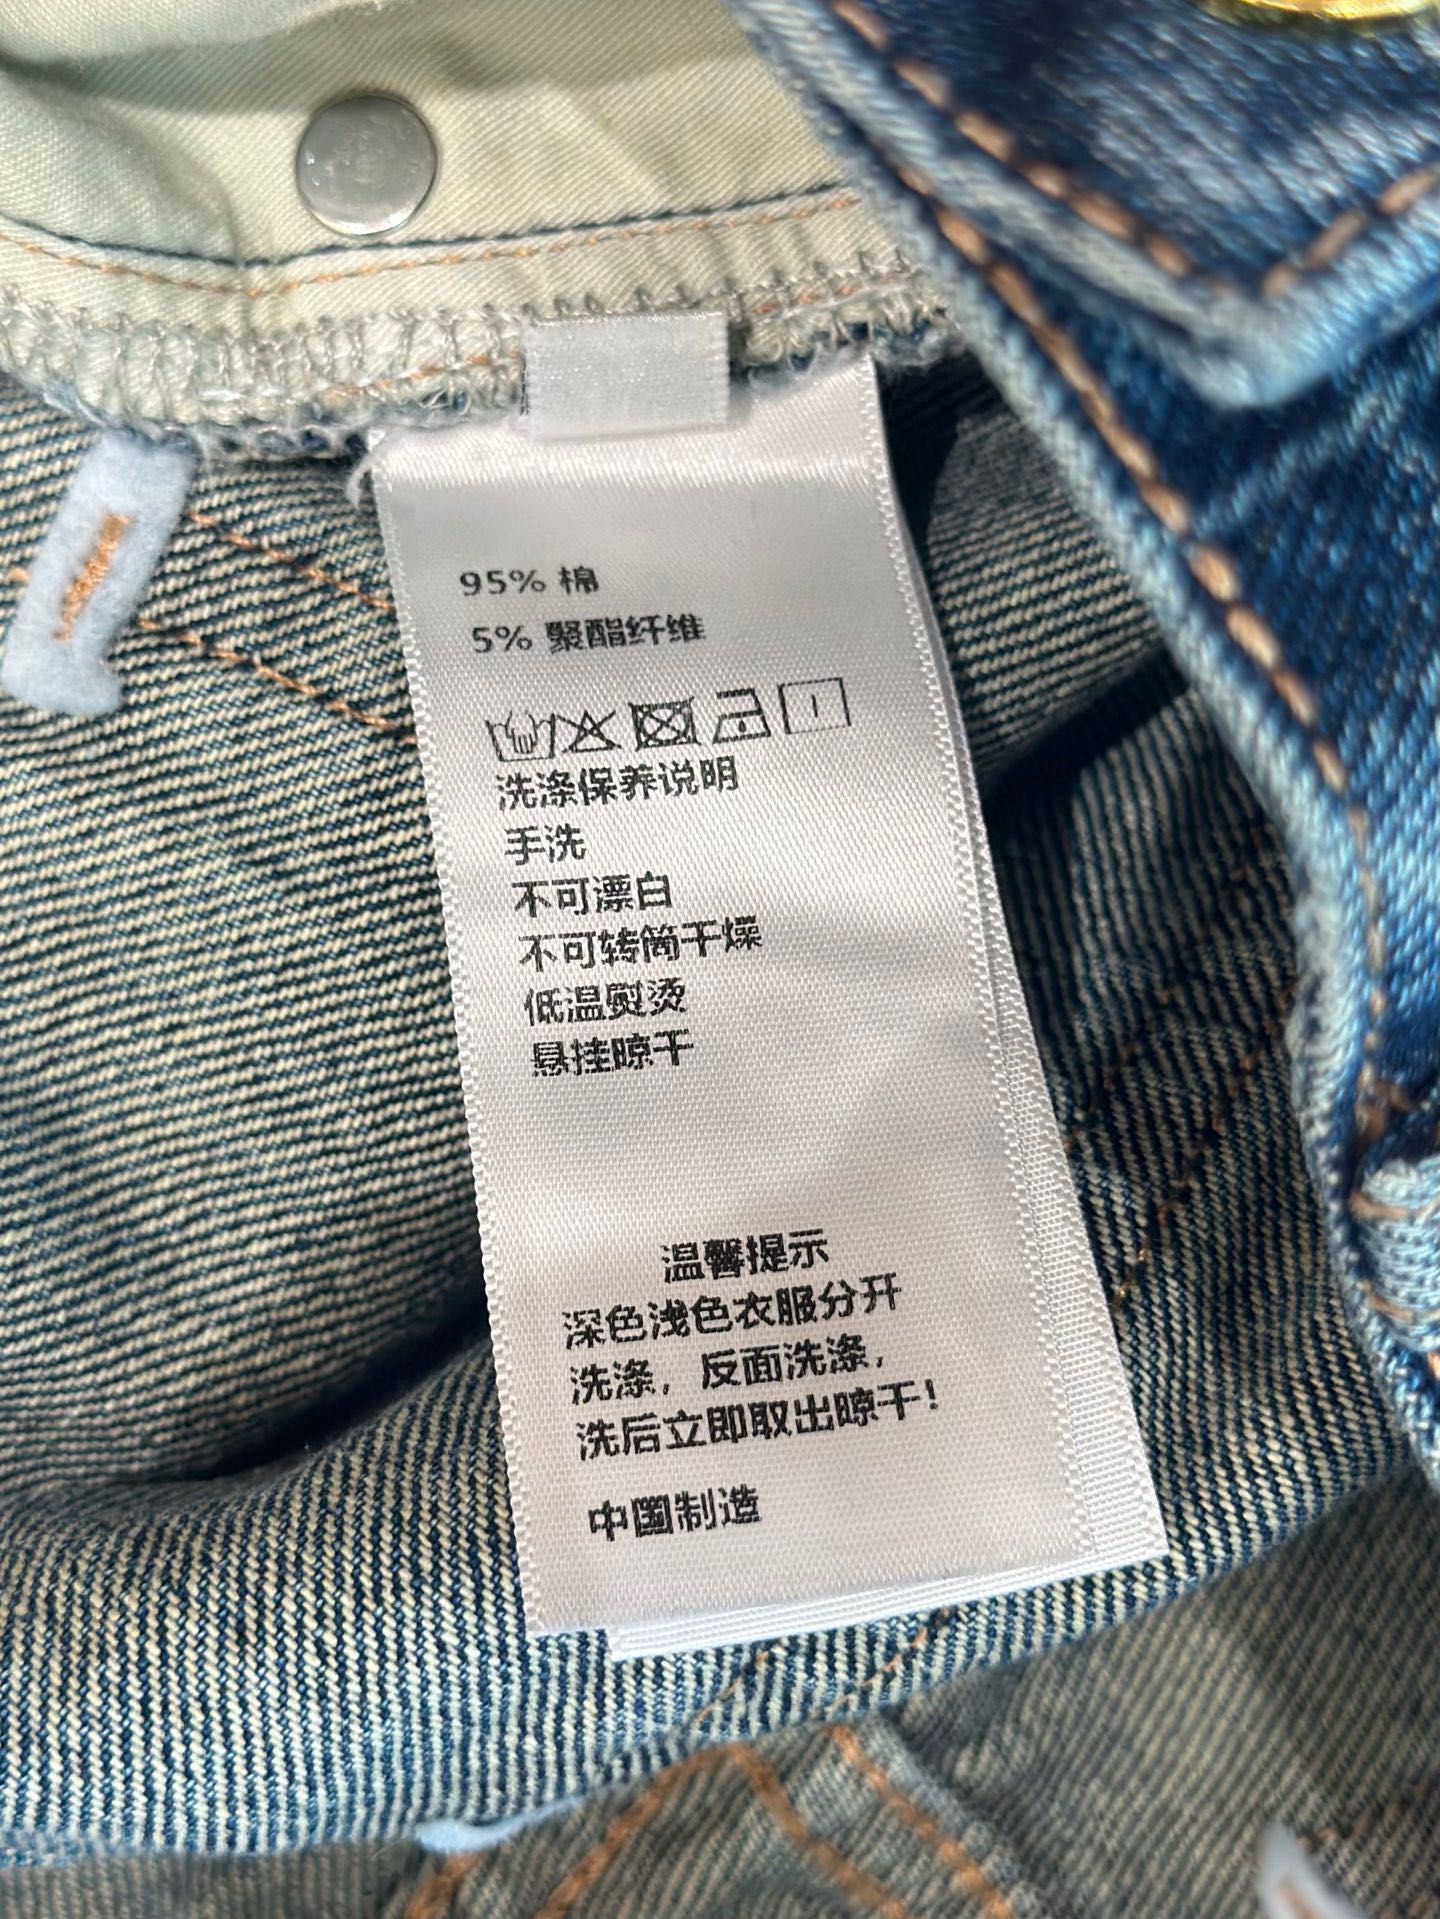 95% 棉
5% 聚酯纤维
洗涤保养说明
手洗
不可漂白
不可转筒干燥
低温熨烫
悬挂晾干
温馨提示
深色浅色衣服分开
洗涤，反面洗涤，
洗后立即取出晾干！
中国制造